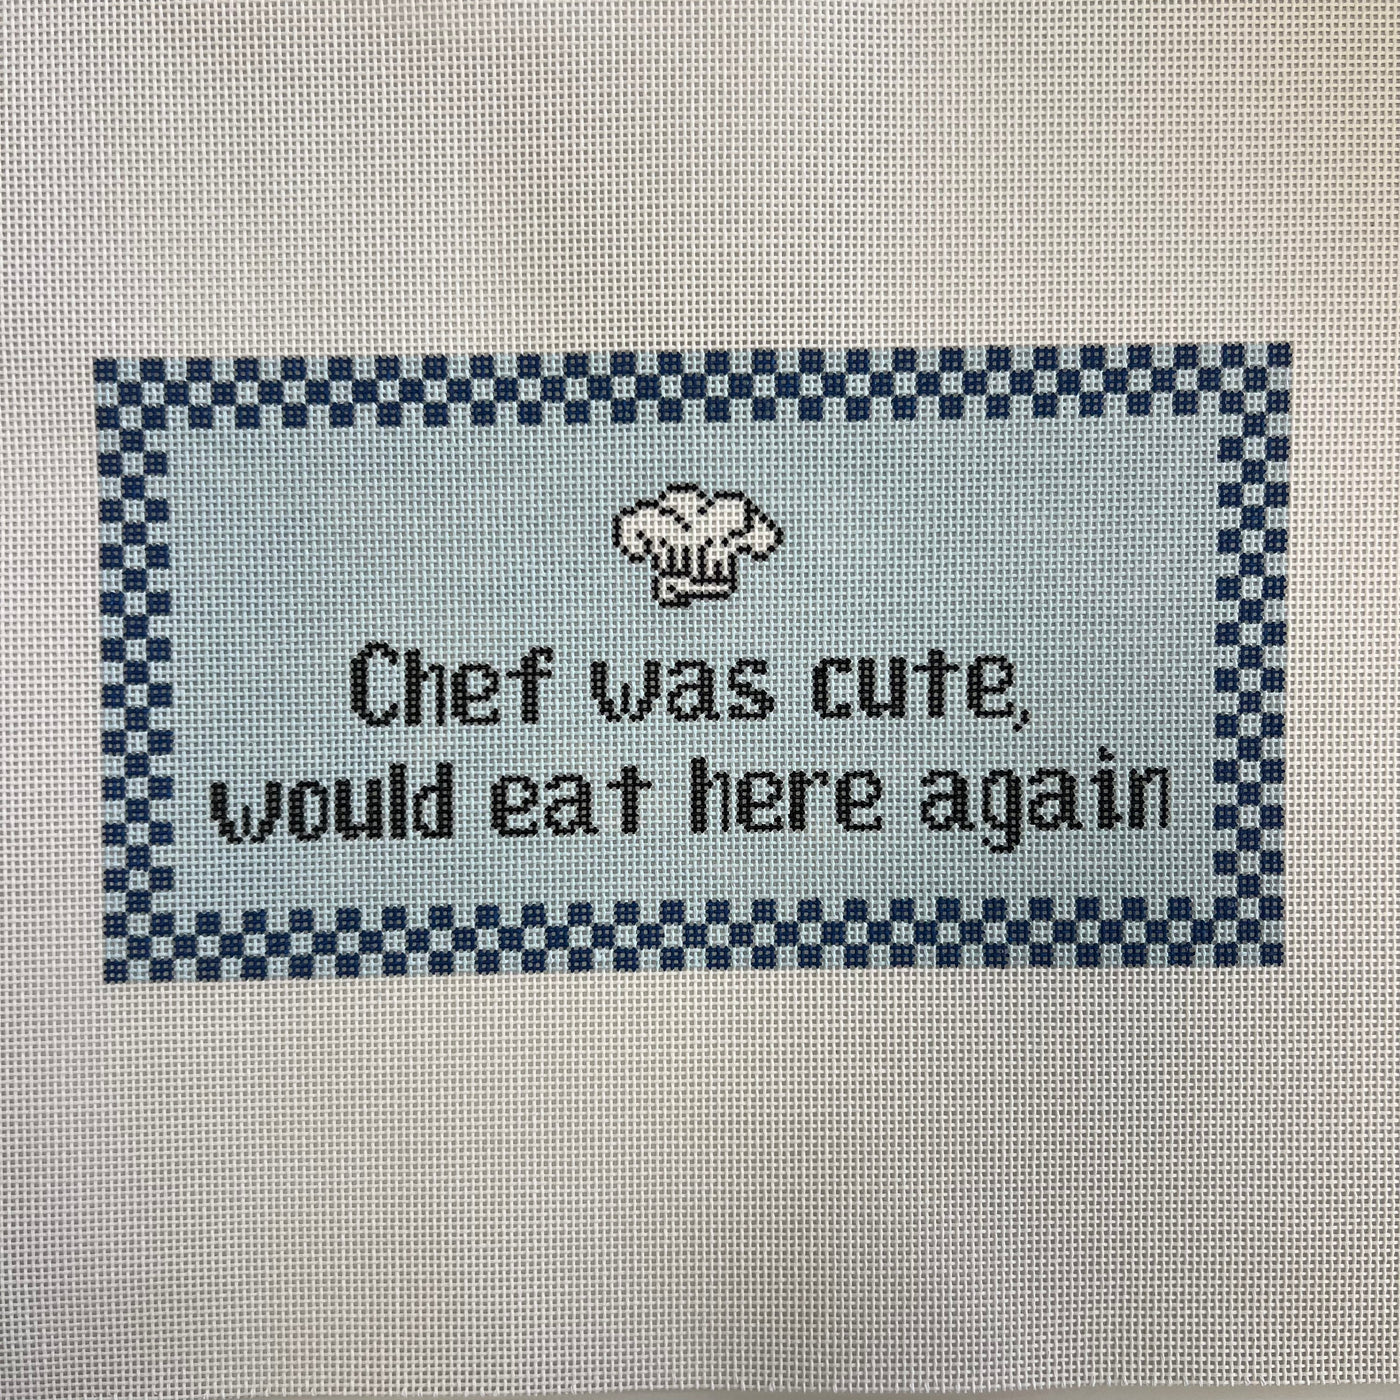 Chef was cute,
would eat here again